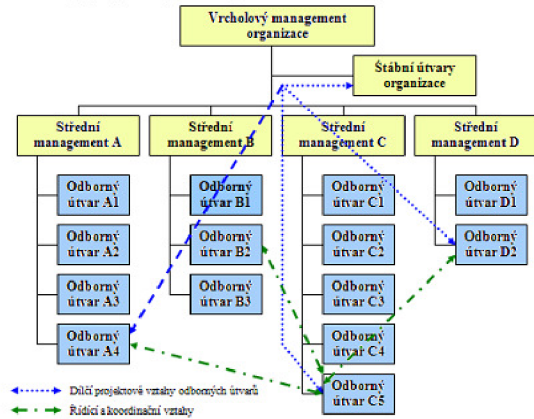 Vrcholový management
organizace
Štábní útvary
organizace
Střední
management A
Střední
management B
Střední
management C
Střední
management D
Odborný
útvar A1
Odborný
útvar B1
Odborný
útvar C1
Odborný
útvar D1
Odborný
útvar A2
Odborný
útvar B2
Odborný
útvar C2
Odborný
útvar D2
Odborný
útvar A3
Odborný
útvar B3
Odborný
útvar C3
Odborný
útvar A4
Odborný
útvar C4
Odborný
útvar C5
Dílčí projektové vztahy odborných útvarů
Řídící a koordinační vztahy